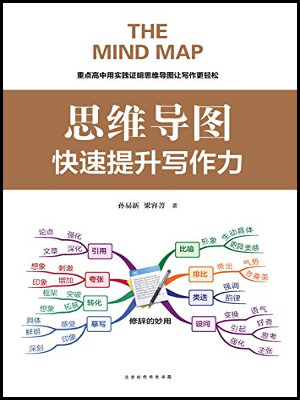 THE
MIND MAP
重点高中用实践证明思维导图让写作更轻松
思维导图
快速提升写作力
孙易新 梁容菁 著
论点 强化
文章 深化
引用
想象 刺激
印象 增加
夸张
框架 突破
想象 拓展
转化
具体
鲜明
感觉
深刻 印象
摹写
修辞的妙用
比喻
形象 生动具体
美感
排比
带出 气势
节奏美
类迭
强调
韵律
设问
变换 语气
引起 好奇
思考
强化 主张